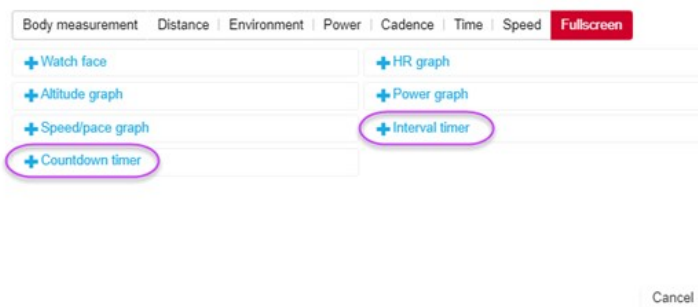 Body measurement Distance Environment Power Cadence Time Speed Fullscreen
Watch face HR graph
Altitude graph Power graph
Speed/pace graph Interval timer
Countdown timer
Cancel